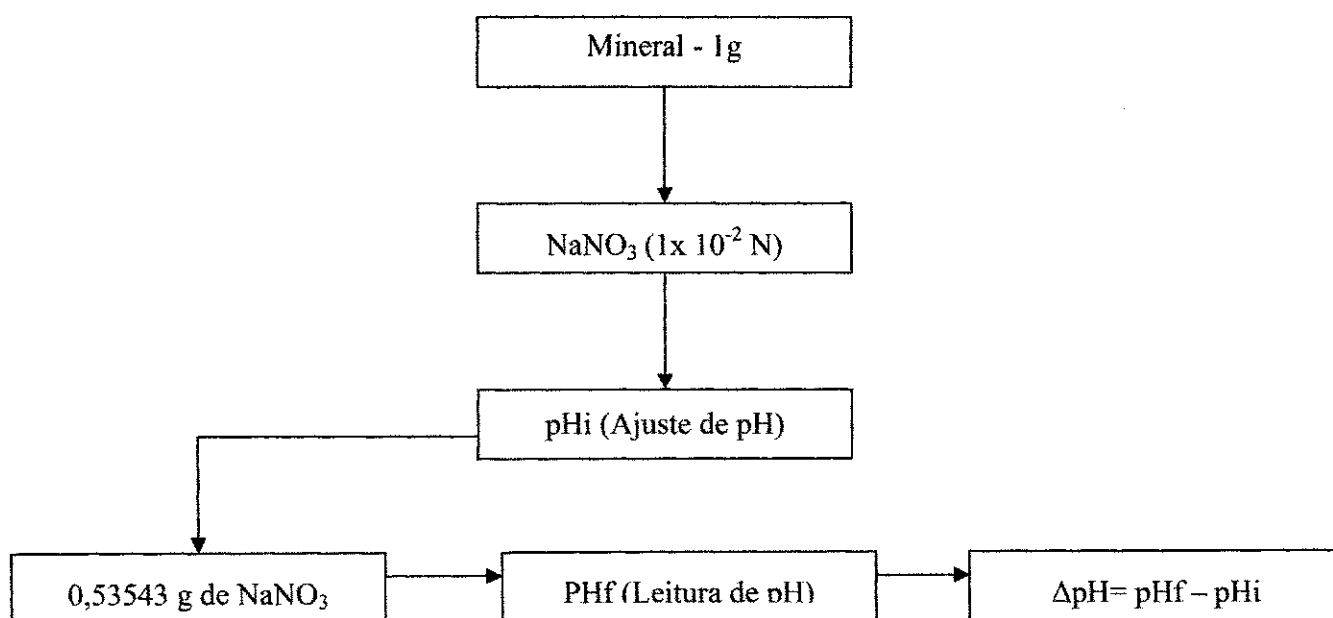 Mineral - 1g
NaNO₃ (1x 10⁻² N)
pHi (Ajuste de pH)
0,53543 g de NaNO₃
PHf (Leitura de pH)
ΔpH= pHf – pHi